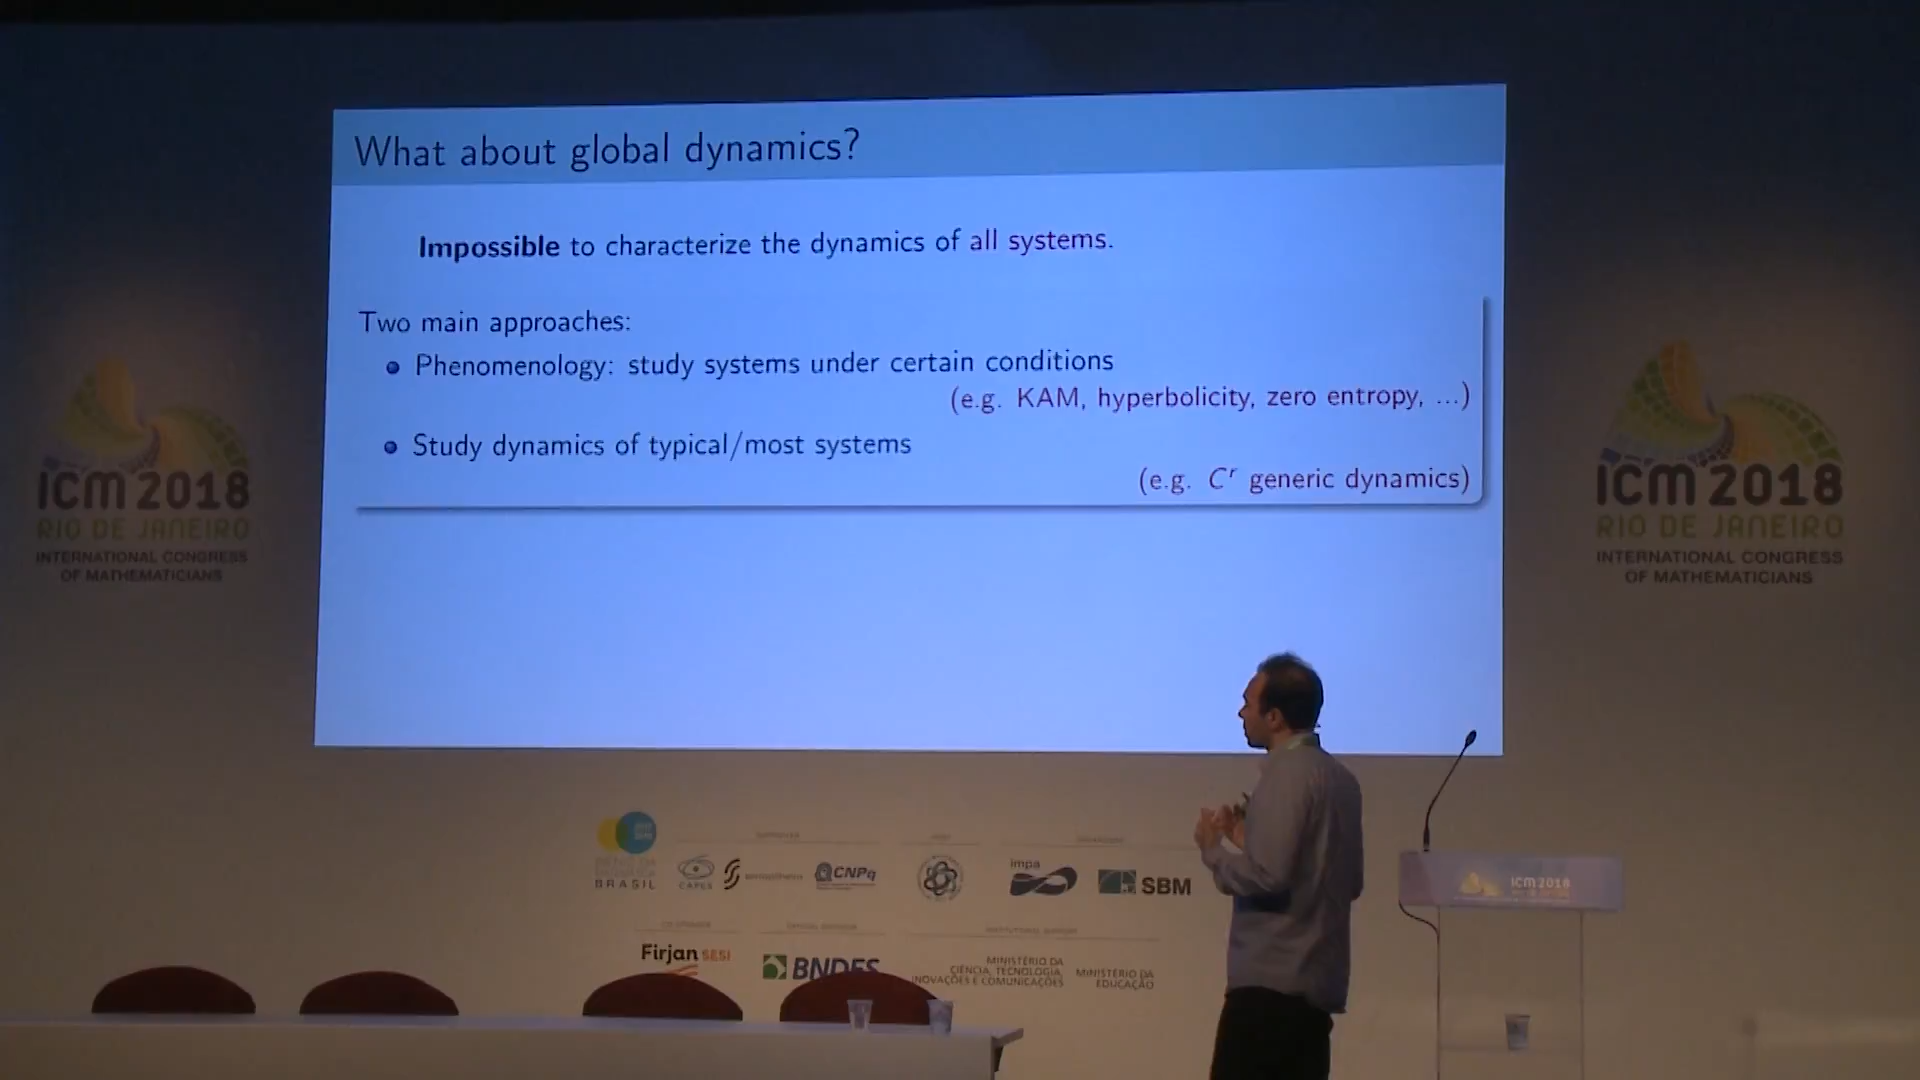 What about global dynamics?
Impossible to characterize the dynamics of all systems.
Two main approaches:
Phenomenology: study systems under certain conditions
(e.g. KAM, hyperbolicity, zero entropy, ...)
Study dynamics of typical/most systems
(e.g. Cʳ generic dynamics)
ICM 2018
RIO DE JANEIRO
INTERNATIONAL CONGRESS
OF MATHEMATICIANS
ICM 2018
RIO DE JANEIRO
INTERNATIONAL CONGRESS
OF MATHEMATICIANS
BRASIL
CAPES
CNPq
impa
SBM
ICM 2018
Firjan SESI
BNDES
MINISTÉRIO DA
CIÊNCIA, TECNOLOGIA,
INOVAÇÕES E COMUNICAÇÕES
MINISTÉRIO DA
EDUCAÇÃO